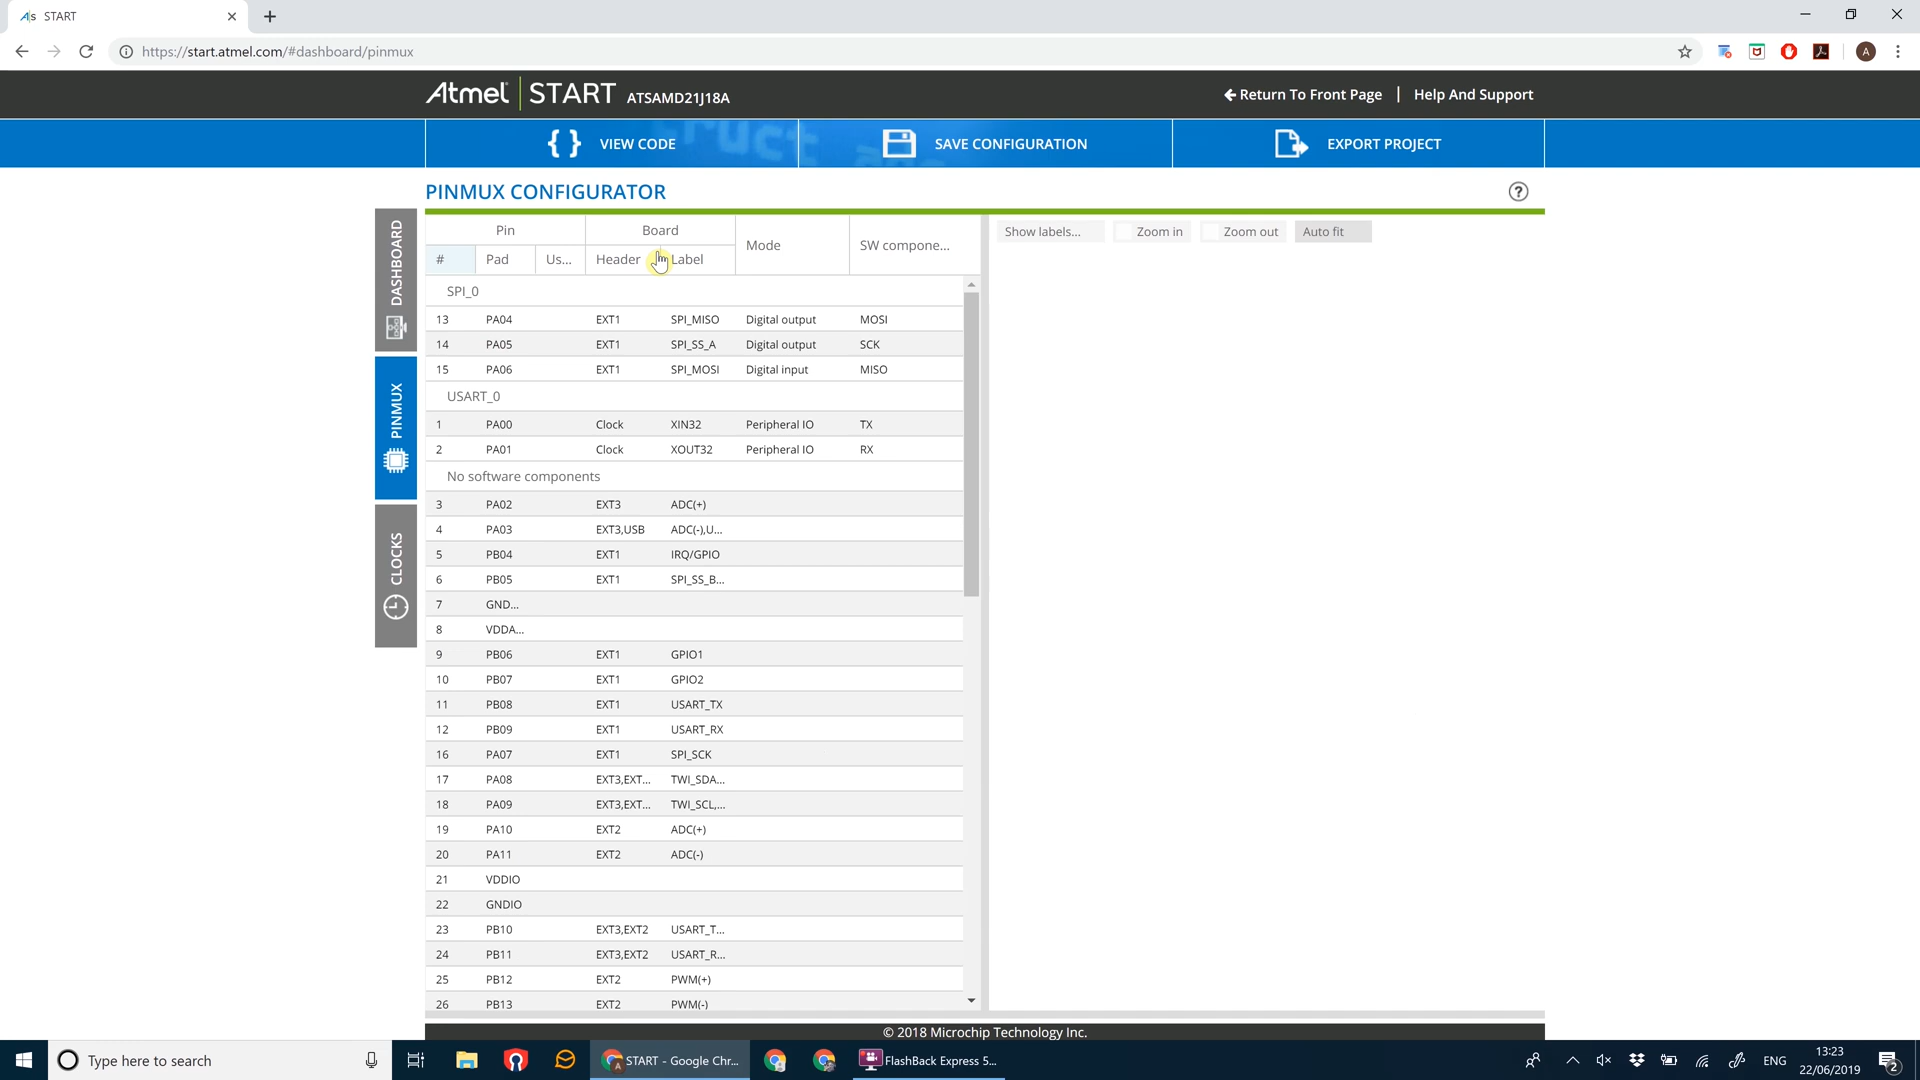 START
https://start.atmel.com/#dashboard/pinmux
A
Atmel START ATSAMD21J18A
Return To Front Page | Help And Support
{ } VIEW CODE
SAVE CONFIGURATION
EXPORT PROJECT
PINMUX CONFIGURATOR
?
DASHBOARD
PINMUX
CLOCKS
Pin Board Mode SW compone...
# Pad Us... Header Label
Show labels... Zoom in Zoom out Auto fit
SPI_0
13 PA04 EXT1 SPI_MISO Digital output MOSI
14 PA05 EXT1 SPI_SS_A Digital output SCK
15 PA06 EXT1 SPI_MOSI Digital input MISO
USART_0
1 PA00 Clock XIN32 Peripheral IO TX
2 PA01 Clock XOUT32 Peripheral IO RX
No software components
3 PA02 EXT3 ADC(+)
4 PA03 EXT3,USB ADC(-),U...
5 PB04 EXT1 IRQ/GPIO
6 PB05 EXT1 SPI_SS_B...
7 GND...
8 VDDA...
9 PB06 EXT1 GPIO1
10 PB07 EXT1 GPIO2
11 PB08 EXT1 USART_TX
12 PB09 EXT1 USART_RX
16 PA07 EXT1 SPI_SCK
17 PA08 EXT3,EXT... TWI_SDA...
18 PA09 EXT3,EXT... TWI_SCL,...
19 PA10 EXT2 ADC(+)
20 PA11 EXT2 ADC(-)
21 VDDIO
22 GNDIO
23 PB10 EXT3,EXT2 USART_T...
24 PB11 EXT3,EXT2 USART_R...
25 PB12 EXT2 PWM(+)
26 PB13 EXT2 PWM(-)
© 2018 Microchip Technology Inc.
Type here to search
START - Google Chr...
FlashBack Express 5...
ENG
13:23
22/06/2019
2